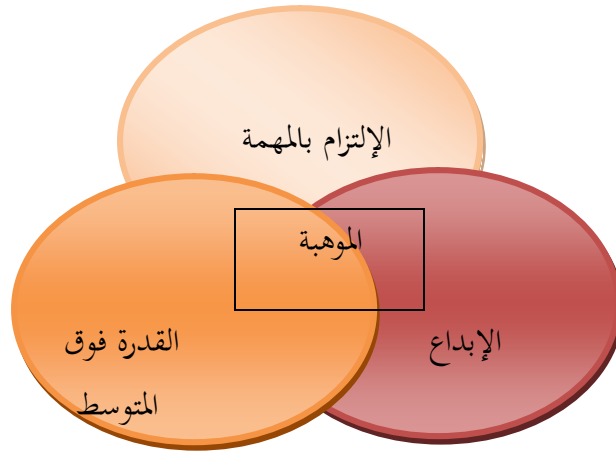 الإلتزام بالمهمة
الموهبة
الإبداع
القدرة فوق
المتوسط